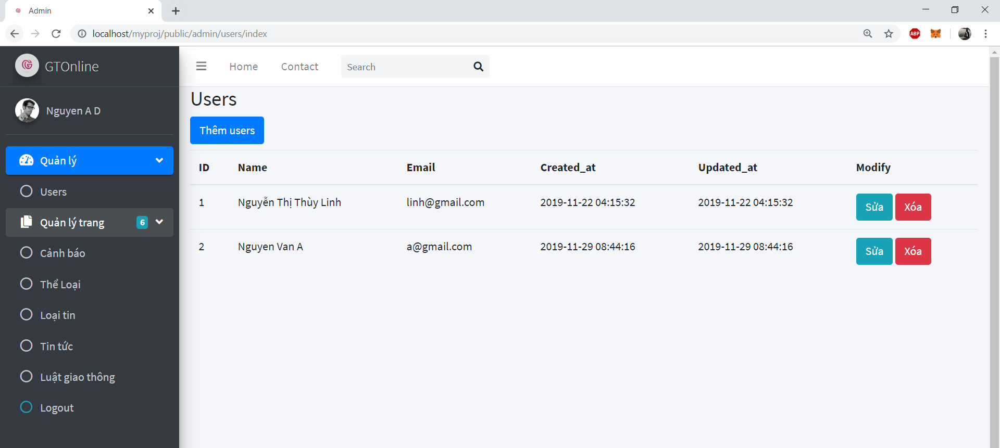 Admin
localhost/myproj/public/admin/users/index
ABP
GTOnline
Home Contact Search
Nguyen A D
Quản lý
Users
Quản lý trang 6
Cảnh báo
Thể Loại
Loại tin
Tin tức
Luật giao thông
Logout
Users
Thêm users
ID Name Email Created_at Updated_at Modify
1 Nguyễn Thị Thùy Linh linh@gmail.com 2019-11-22 04:15:32 2019-11-22 04:15:32 Sửa Xóa
2 Nguyen Van A a@gmail.com 2019-11-29 08:44:16 2019-11-29 08:44:16 Sửa Xóa